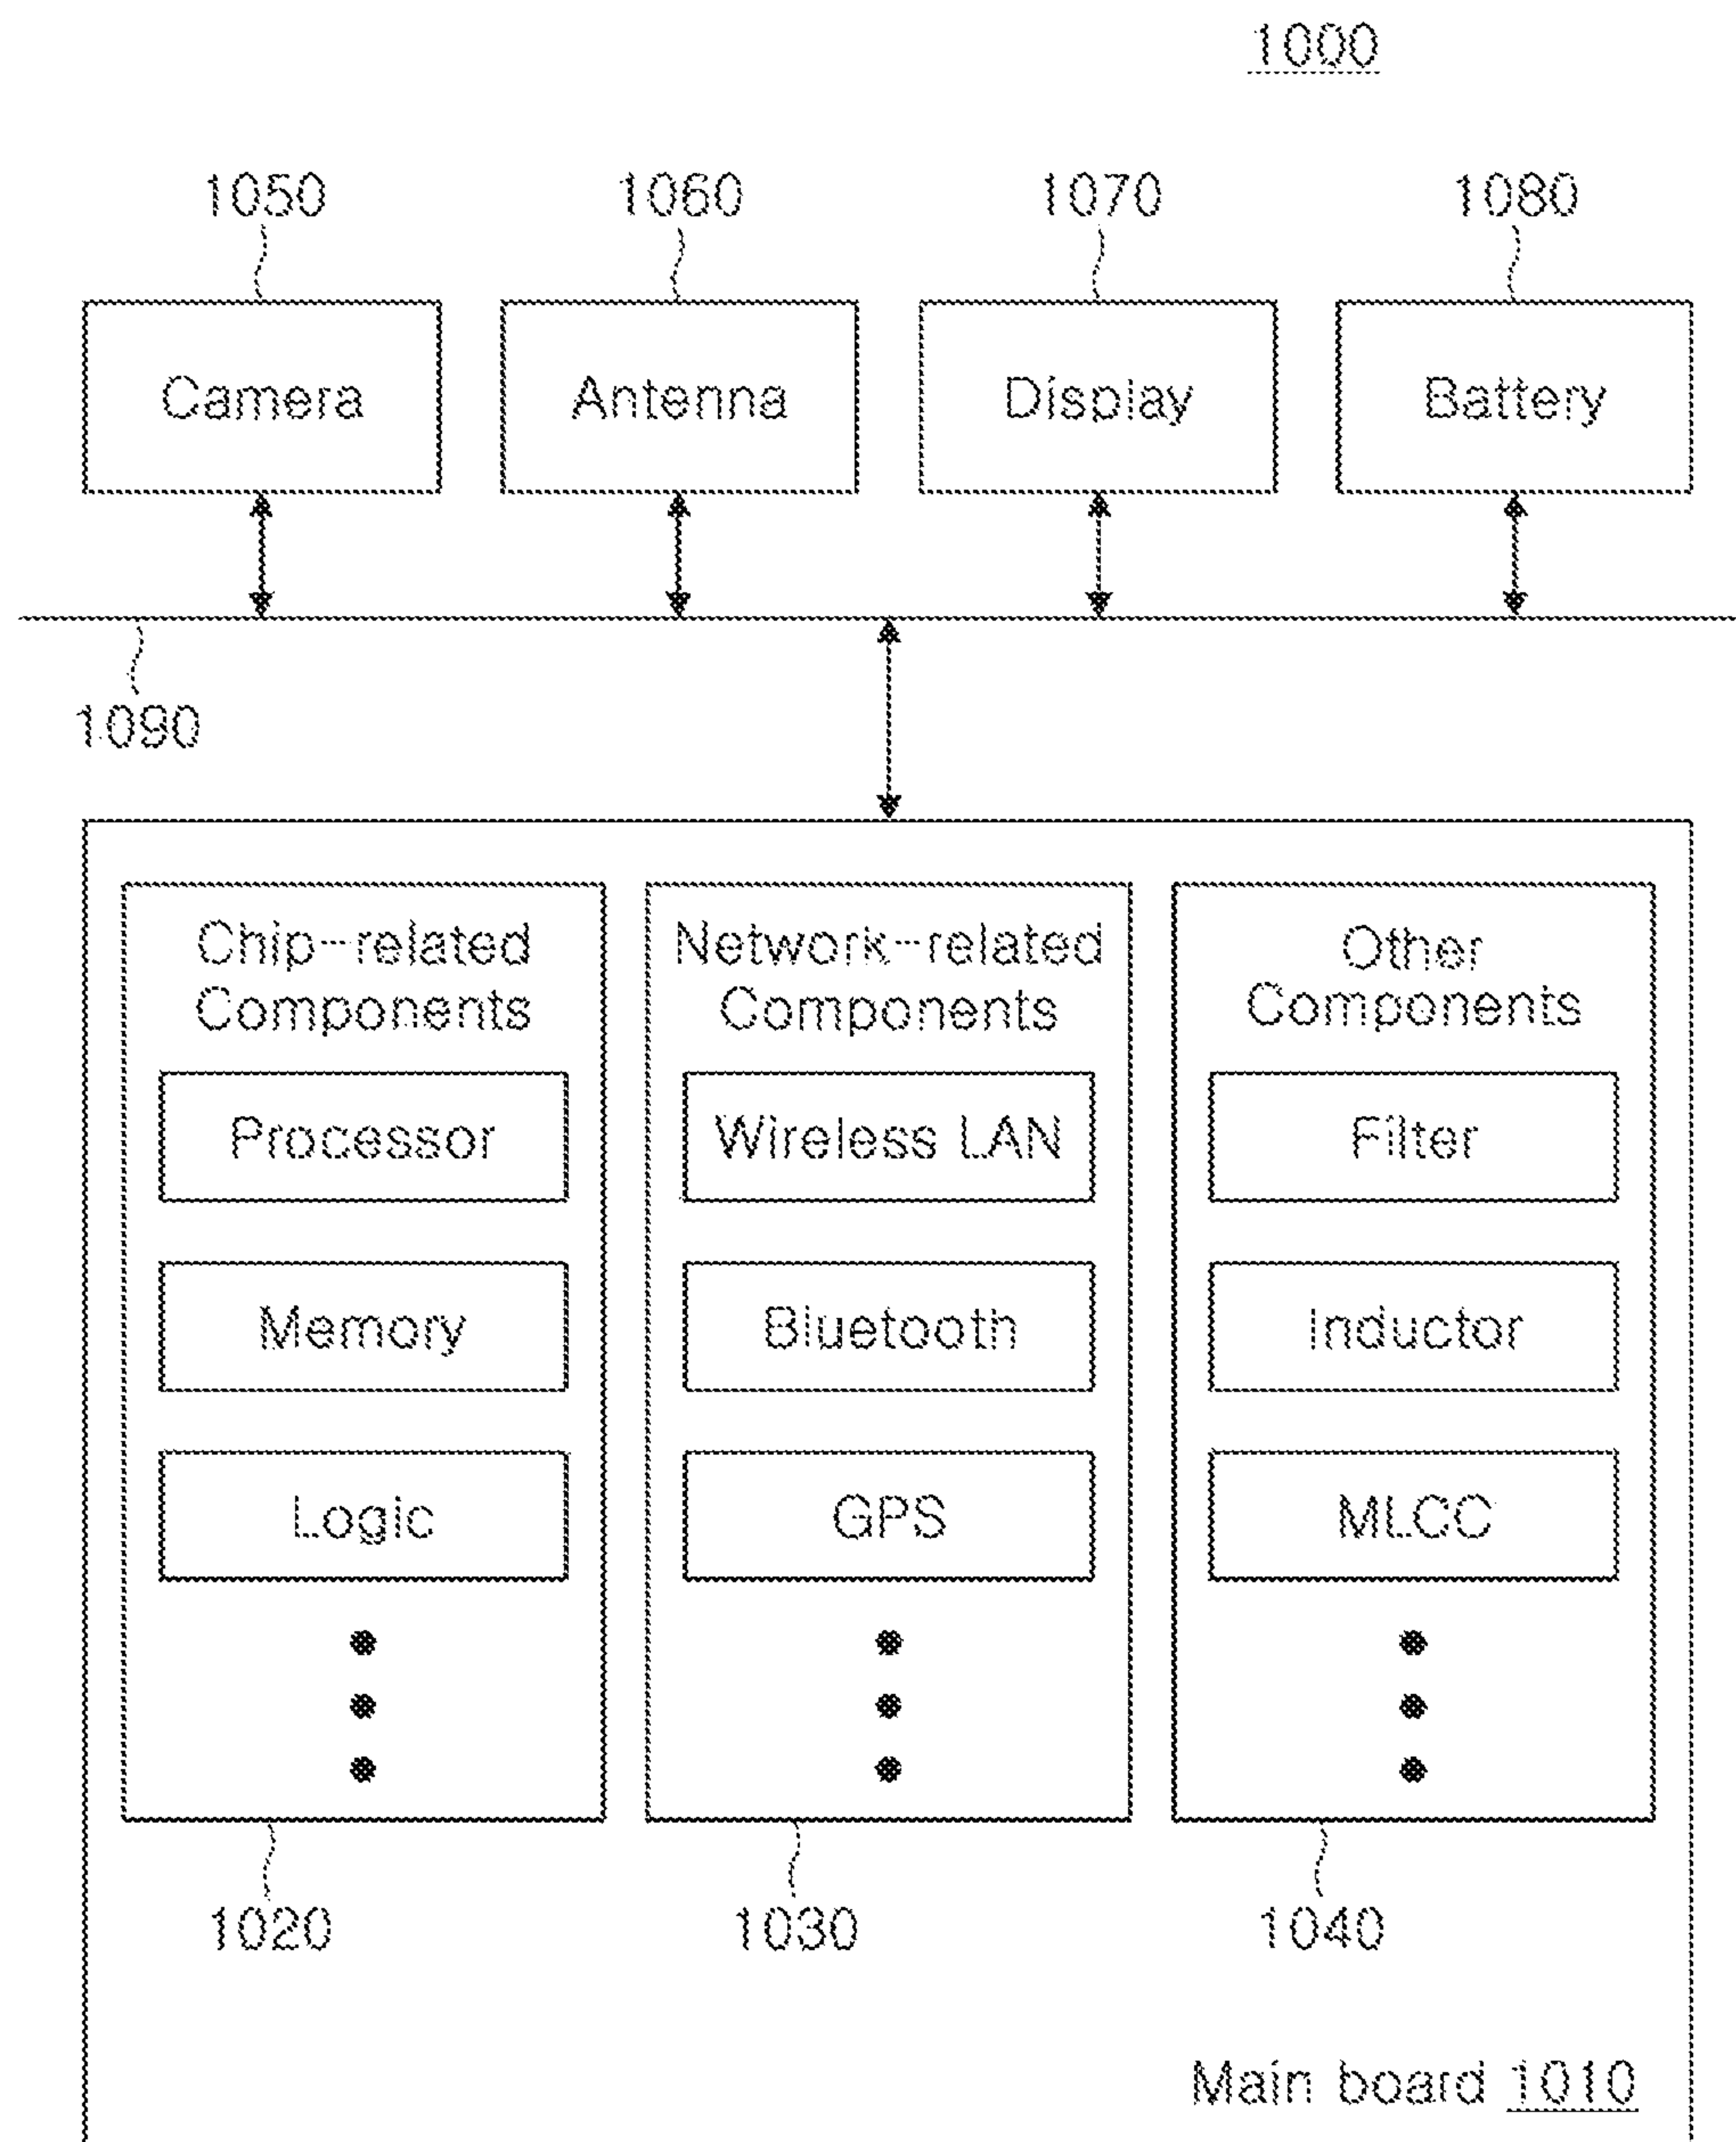 1000
1050 1060 1070 1080
Camera Antenna Display Battery
1090
Chip-related Components
Processor
Memory
Logic
1020
Network-related Components
Wireless LAN
Bluetooth
GPS
1030
Other Components
Filter
Inductor
MLCC
1040
Main board 1010